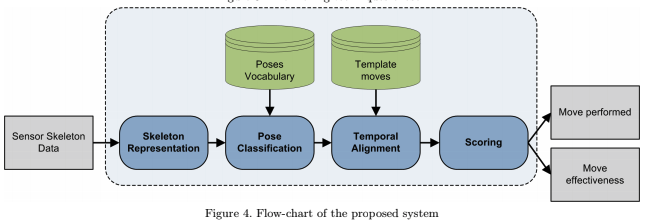 Poses
Vocabulary
Template
moves
Sensor Skeleton
Data
Skeleton
Representation
Pose
Classification
Temporal
Alignment
Scoring
Move performed
Move
effectiveness
Figure 4. Flow-chart of the proposed system